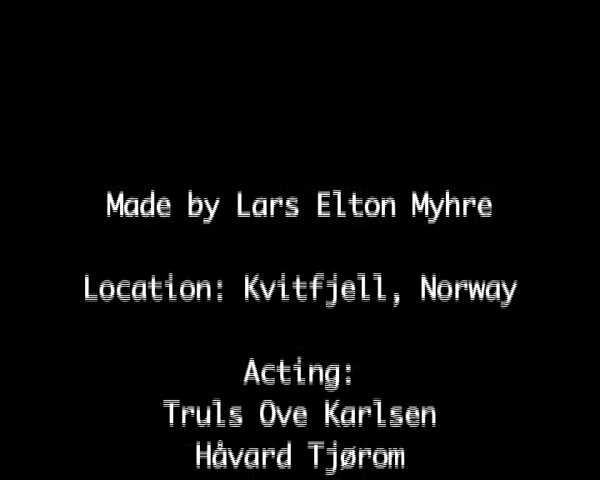 Made by Lars Elton Myhre
Location: Kvitfjell, Norway
Acting:
Truls Ove Karlsen
Håvard Tjørom